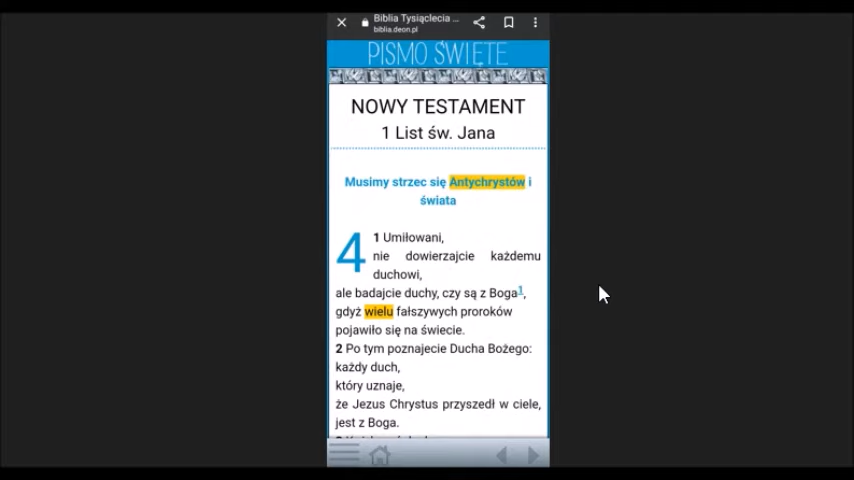 Biblia Tysiąclecia ...
biblia.deon.pl
PISMO ŚWIĘTE
NOWY TESTAMENT
1 List św. Jana
Musimy strzec się Antychrystów i
świata
4 1 Umiłowani,
nie dowierzajcie każdemu
duchowi,
ale badajcie duchy, czy są z Boga1,
gdyż wielu fałszywych proroków
pojawiło się na świecie.
2 Po tym poznajecie Ducha Bożego:
każdy duch,
który uznaje,
że Jezus Chrystus przyszedł w ciele,
jest z Boga.